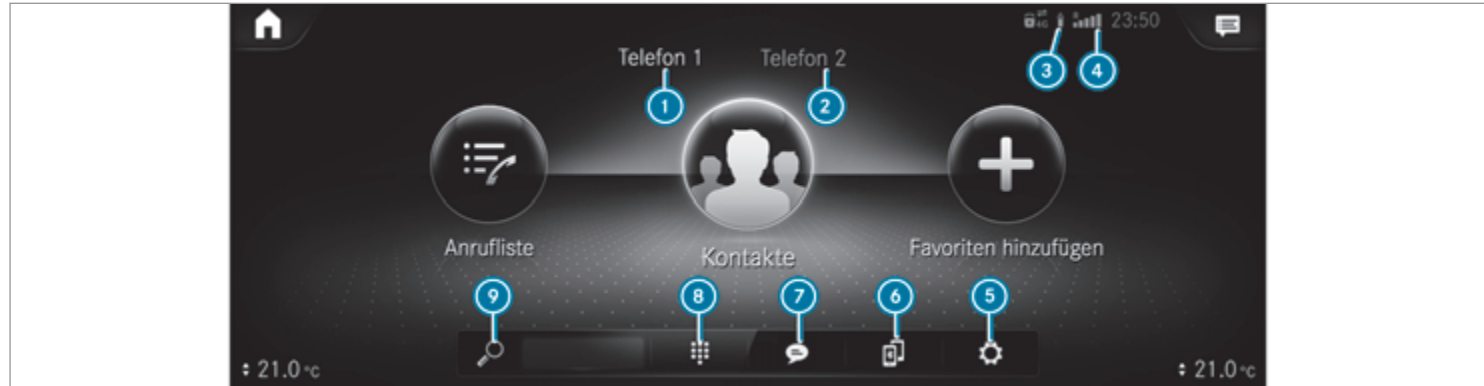 4G 23:50
Telefon 1 Telefon 2
3 4
1 2
Anrufliste Kontakte Favoriten hinzufügen
9 8 7 6 5
21.0 °C 21.0 °C